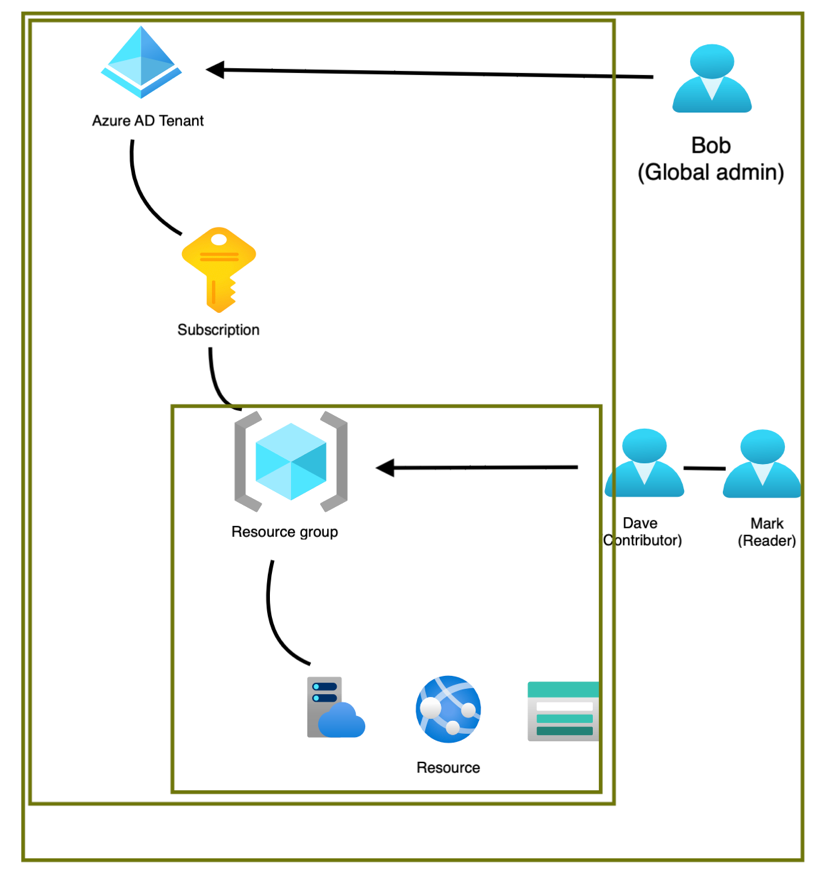 Azure AD Tenant
Bob
(Global admin)
Subscription
Resource group
Dave
Contributor)
Mark
(Reader)
Resource